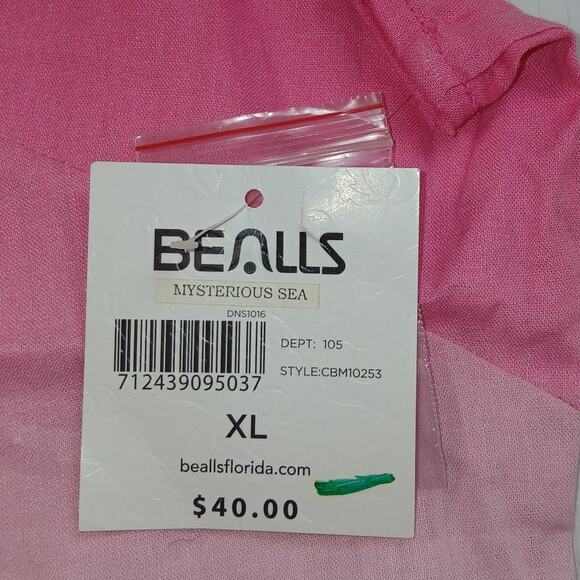 BEALLS
MYSTERIOUS SEA
DNS1016
DEPT: 105
STYLE:CBM10253
712439095037
XL
beallsflorida.com
$40.00